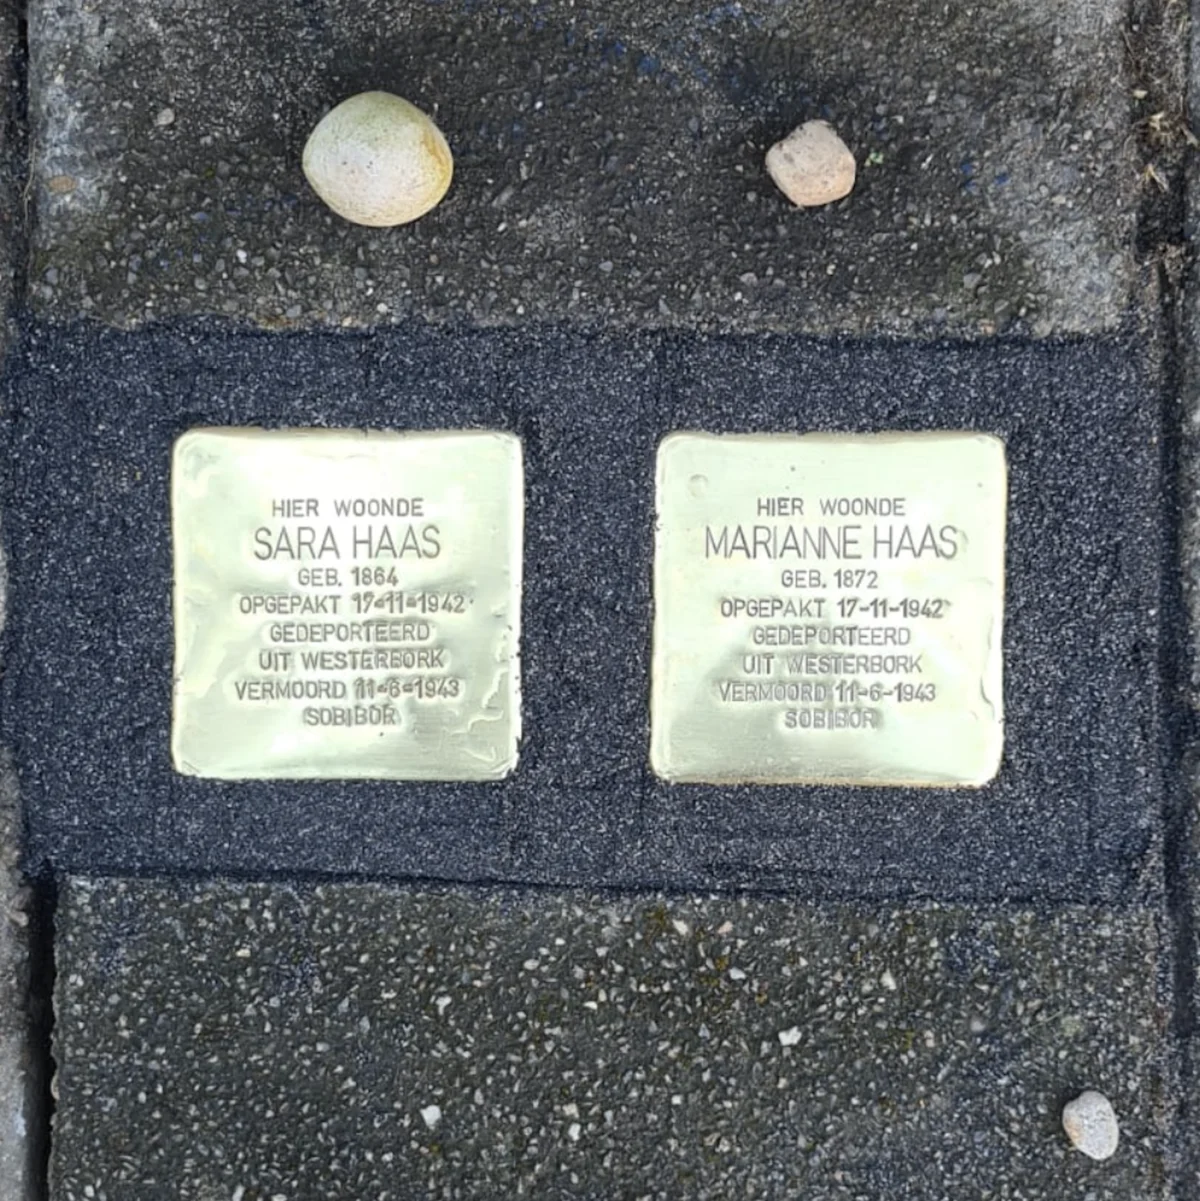 HIER WOONDE
SARA HAAS
GEB. 1864
OPGEPAKT 17-11-1942
GEDEPORTEERD
UIT WESTERBORK
VERMOORD 11-6-1943
SOBIBOR
HIER WOONDE
MARIANNE HAAS
GEB. 1872
OPGEPAKT 17-11-1942
GEDEPORTEERD
UIT WESTERBORK
VERMOORD 11-6-1943
SOBIBOR